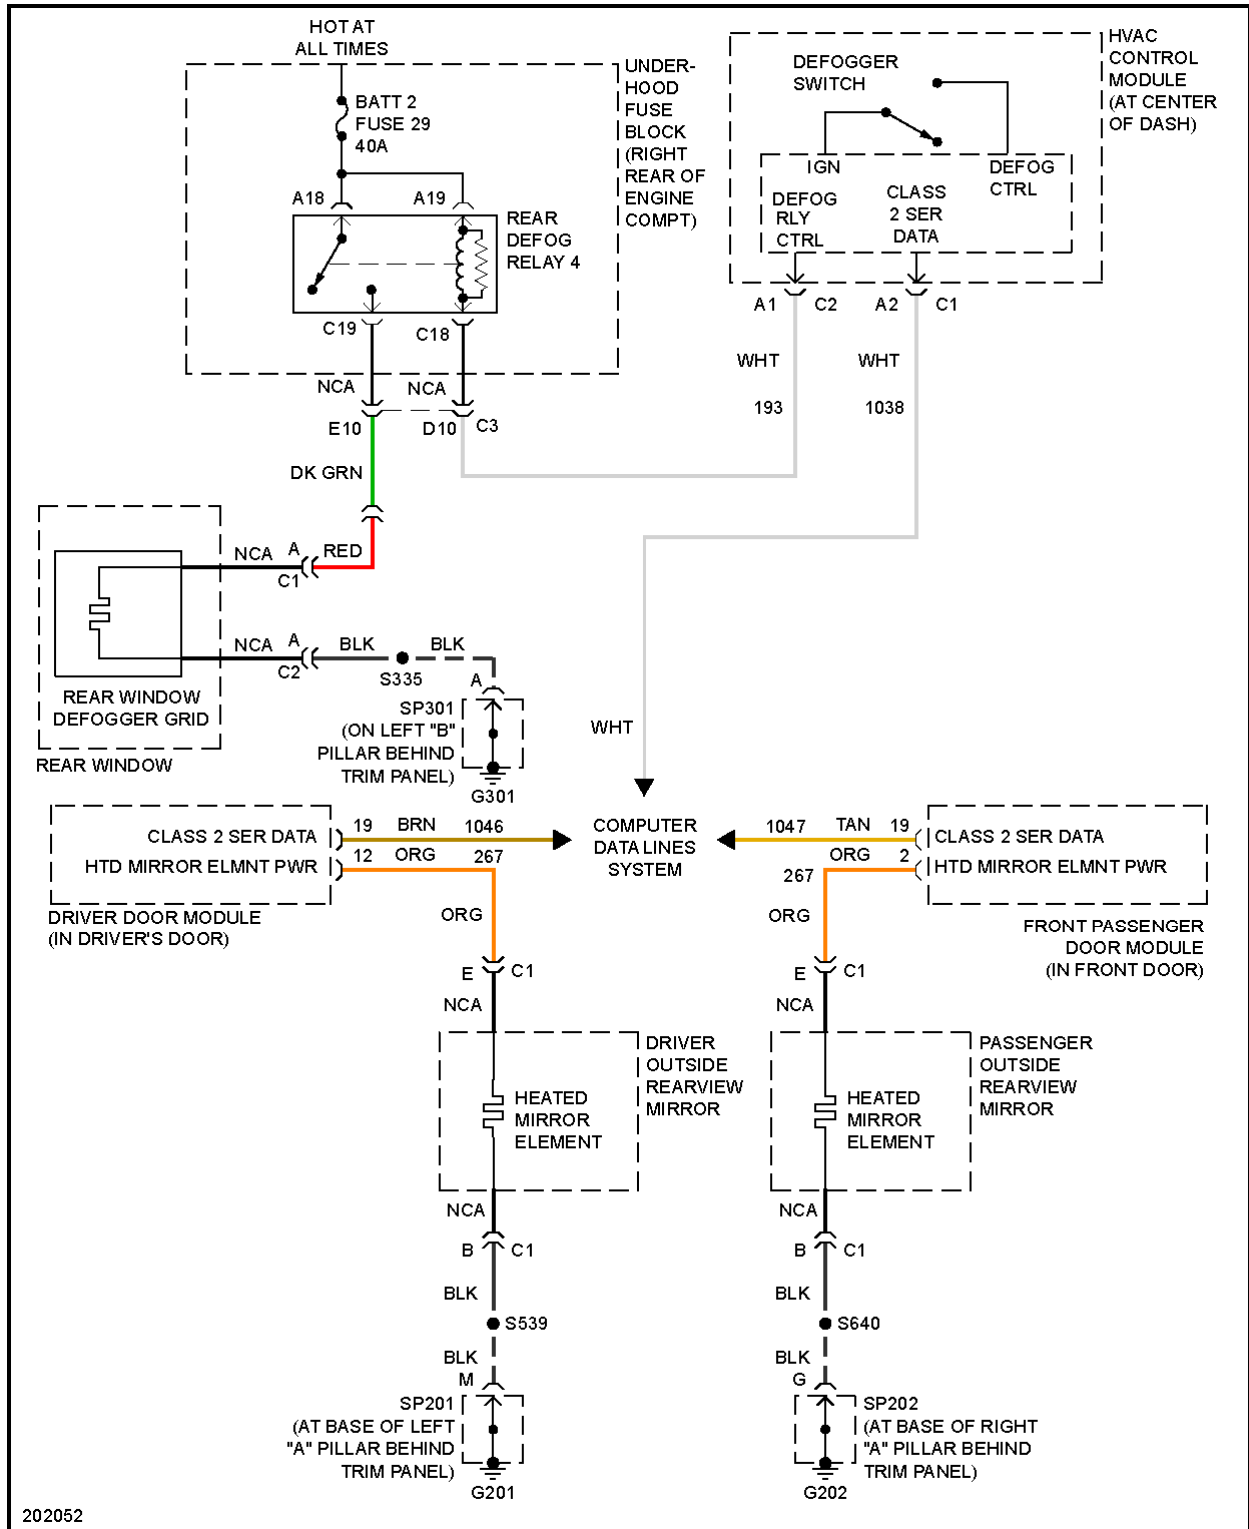 HOT AT
ALL TIMES
BATT 2
FUSE 29
40A
UNDER-
HOOD
FUSE
BLOCK
(RIGHT
REAR OF
ENGINE
COMPT)
A18
A19
REAR
DEFOG
RELAY 4
C19
C18
NCA
NCA
E10
D10
C3
DK GRN
HVAC
CONTROL
MODULE
(AT CENTER
OF DASH)
DEFOGGER
SWITCH
IGN
DEFOG
CTRL
DEFOG
RLY
CTRL
CLASS
2 SER
DATA
A1
C2
A2
C1
WHT
WHT
193
1038
NCA
A
RED
C1
NCA
A
BLK
BLK
C2
S335
A
REAR WINDOW
DEFOGGER GRID
REAR WINDOW
SP301
(ON LEFT "B"
PILLAR BEHIND
TRIM PANEL)
G301
WHT
CLASS 2 SER DATA
HTD MIRROR ELMNT PWR
19
BRN
1046
12
ORG
267
DRIVER DOOR MODULE
(IN DRIVER'S DOOR)
COMPUTER
DATA LINES
SYSTEM
1047
TAN
19
ORG
2
267
CLASS 2 SER DATA
HTD MIRROR ELMNT PWR
FRONT PASSENGER
DOOR MODULE
(IN FRONT DOOR)
ORG
ORG
E
C1
E
C1
NCA
NCA
DRIVER
OUTSIDE
REARVIEW
MIRROR
HEATED
MIRROR
ELEMENT
PASSENGER
OUTSIDE
REARVIEW
MIRROR
HEATED
MIRROR
ELEMENT
NCA
NCA
B
C1
B
C1
BLK
BLK
S539
S640
BLK
BLK
M
G
SP201
(AT BASE OF LEFT
"A" PILLAR BEHIND
TRIM PANEL)
G201
SP202
(AT BASE OF RIGHT
"A" PILLAR BEHIND
TRIM PANEL)
G202
202052